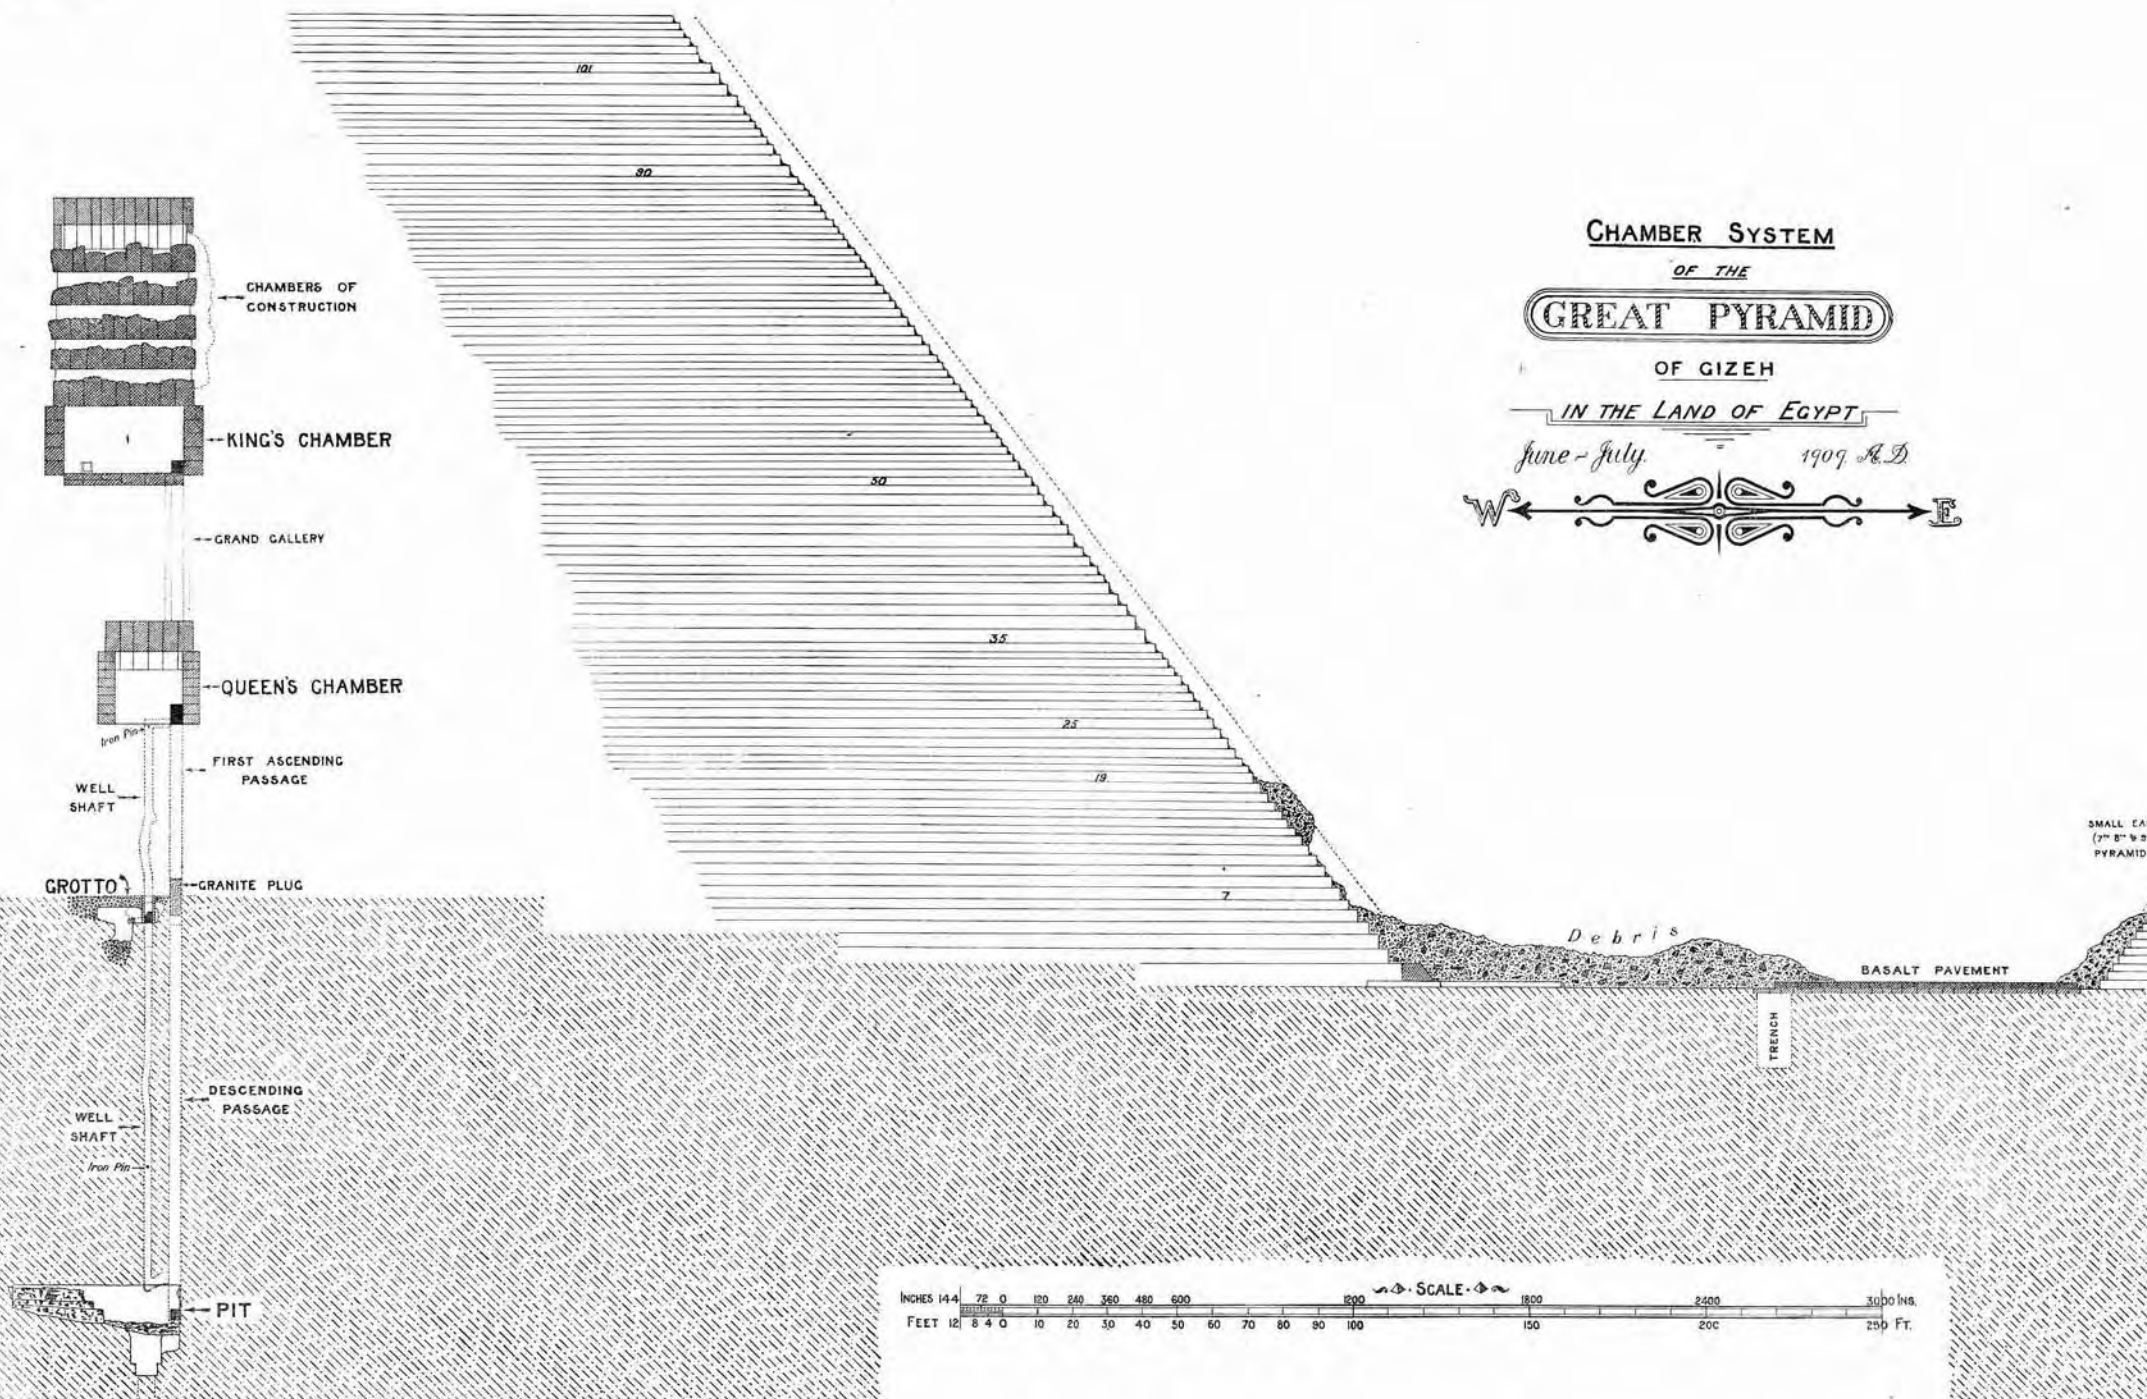 CHAMBER SYSTEM
OF THE
GREAT PYRAMID
OF GIZEH
IN THE LAND OF EGYPT
June - July. 1909. A.D.
W E
101
90
50
35
25
19
7
CHAMBERS OF
CONSTRUCTION
KING'S CHAMBER
GRAND GALLERY
QUEEN'S CHAMBER
Iron Pin
FIRST ASCENDING
PASSAGE
WELL
SHAFT
GROTTO
GRANITE PLUG
DESCENDING
PASSAGE
WELL
SHAFT
Iron Pin
PIT
Debris
BASALT PAVEMENT
TRENCH
SMALL EA
PYRAMID
SCALE
INCHES 144 72 0 120 240 360 480 600 1200 1800 2400 3000 INS.
FEET 12 8 4 0 10 20 30 40 50 60 70 80 90 100 150 200 250 FT.